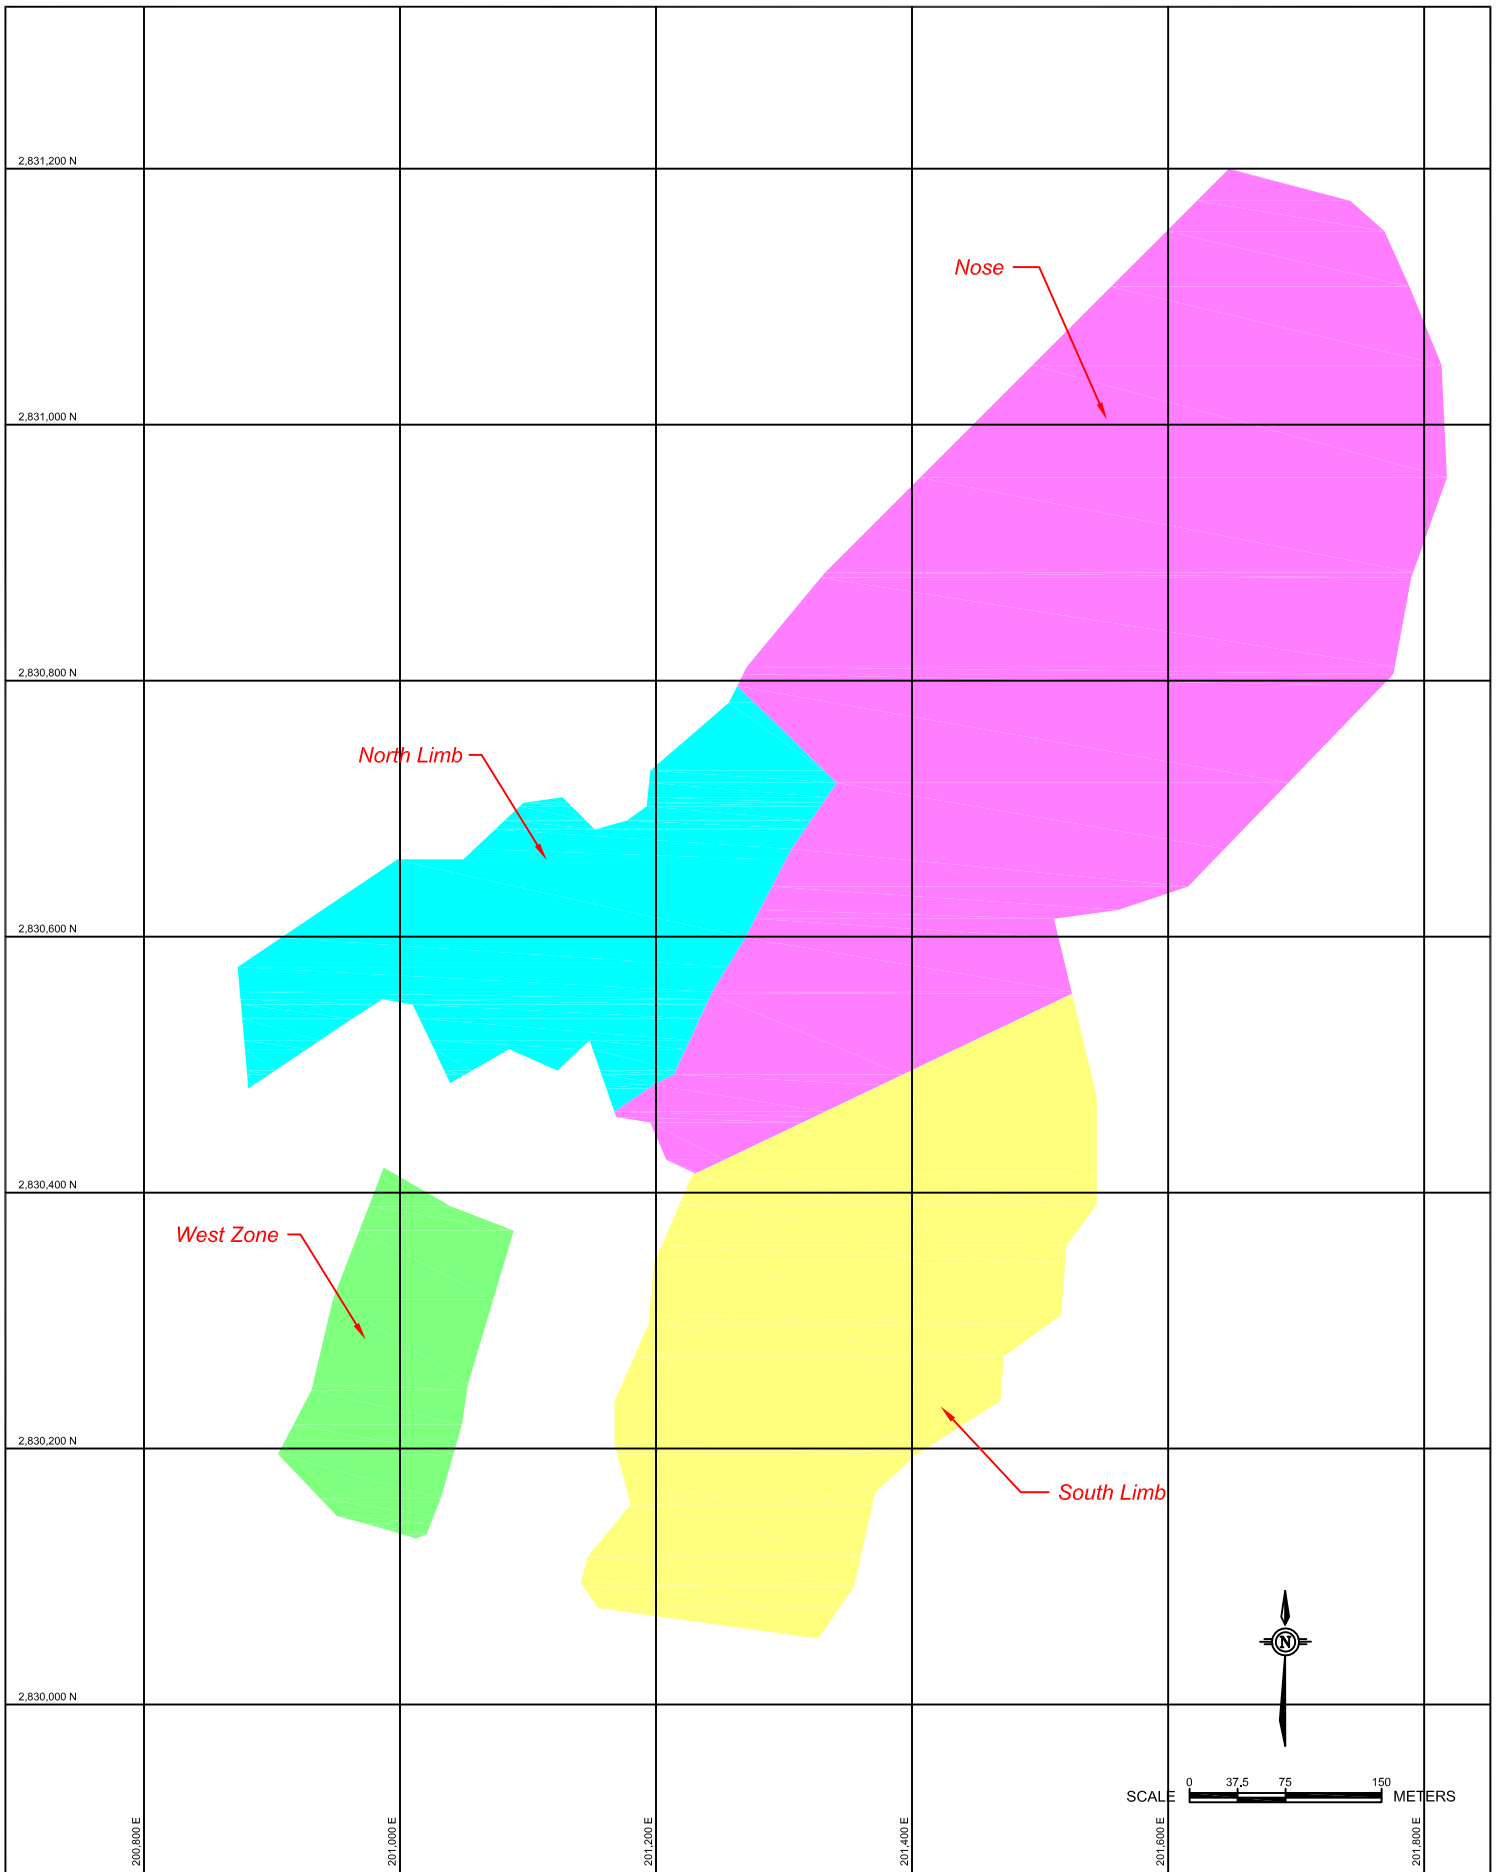 2,831,200 N
Nose
2,831,000 N
2,830,800 N
North Limb
2,830,600 N
2,830,400 N
West Zone
2,830,200 N
South Limb
N
2,830,000 N
0 37.5 75 150
SCALE METERS
200,800 E 201,000 E 201,200 E 201,400 E 201,600 E 201,800 E